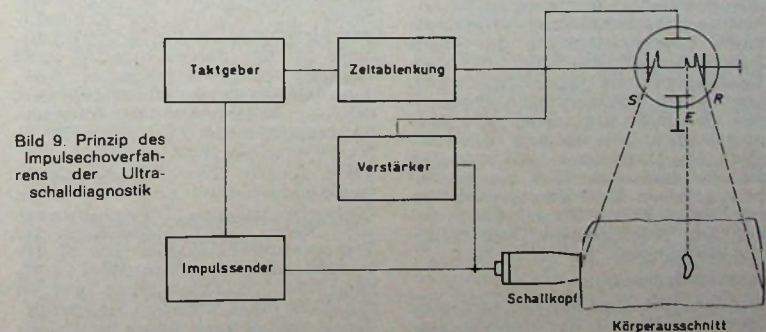 Bild 9. Prinzip des
Impulsechoverfah-
rens der Ultra-
schalldiagnostik
Taktgeber
Zeitablenkung
Verstärker
Impulssender
S
R
E
Schallkopf
Körperausschnitt